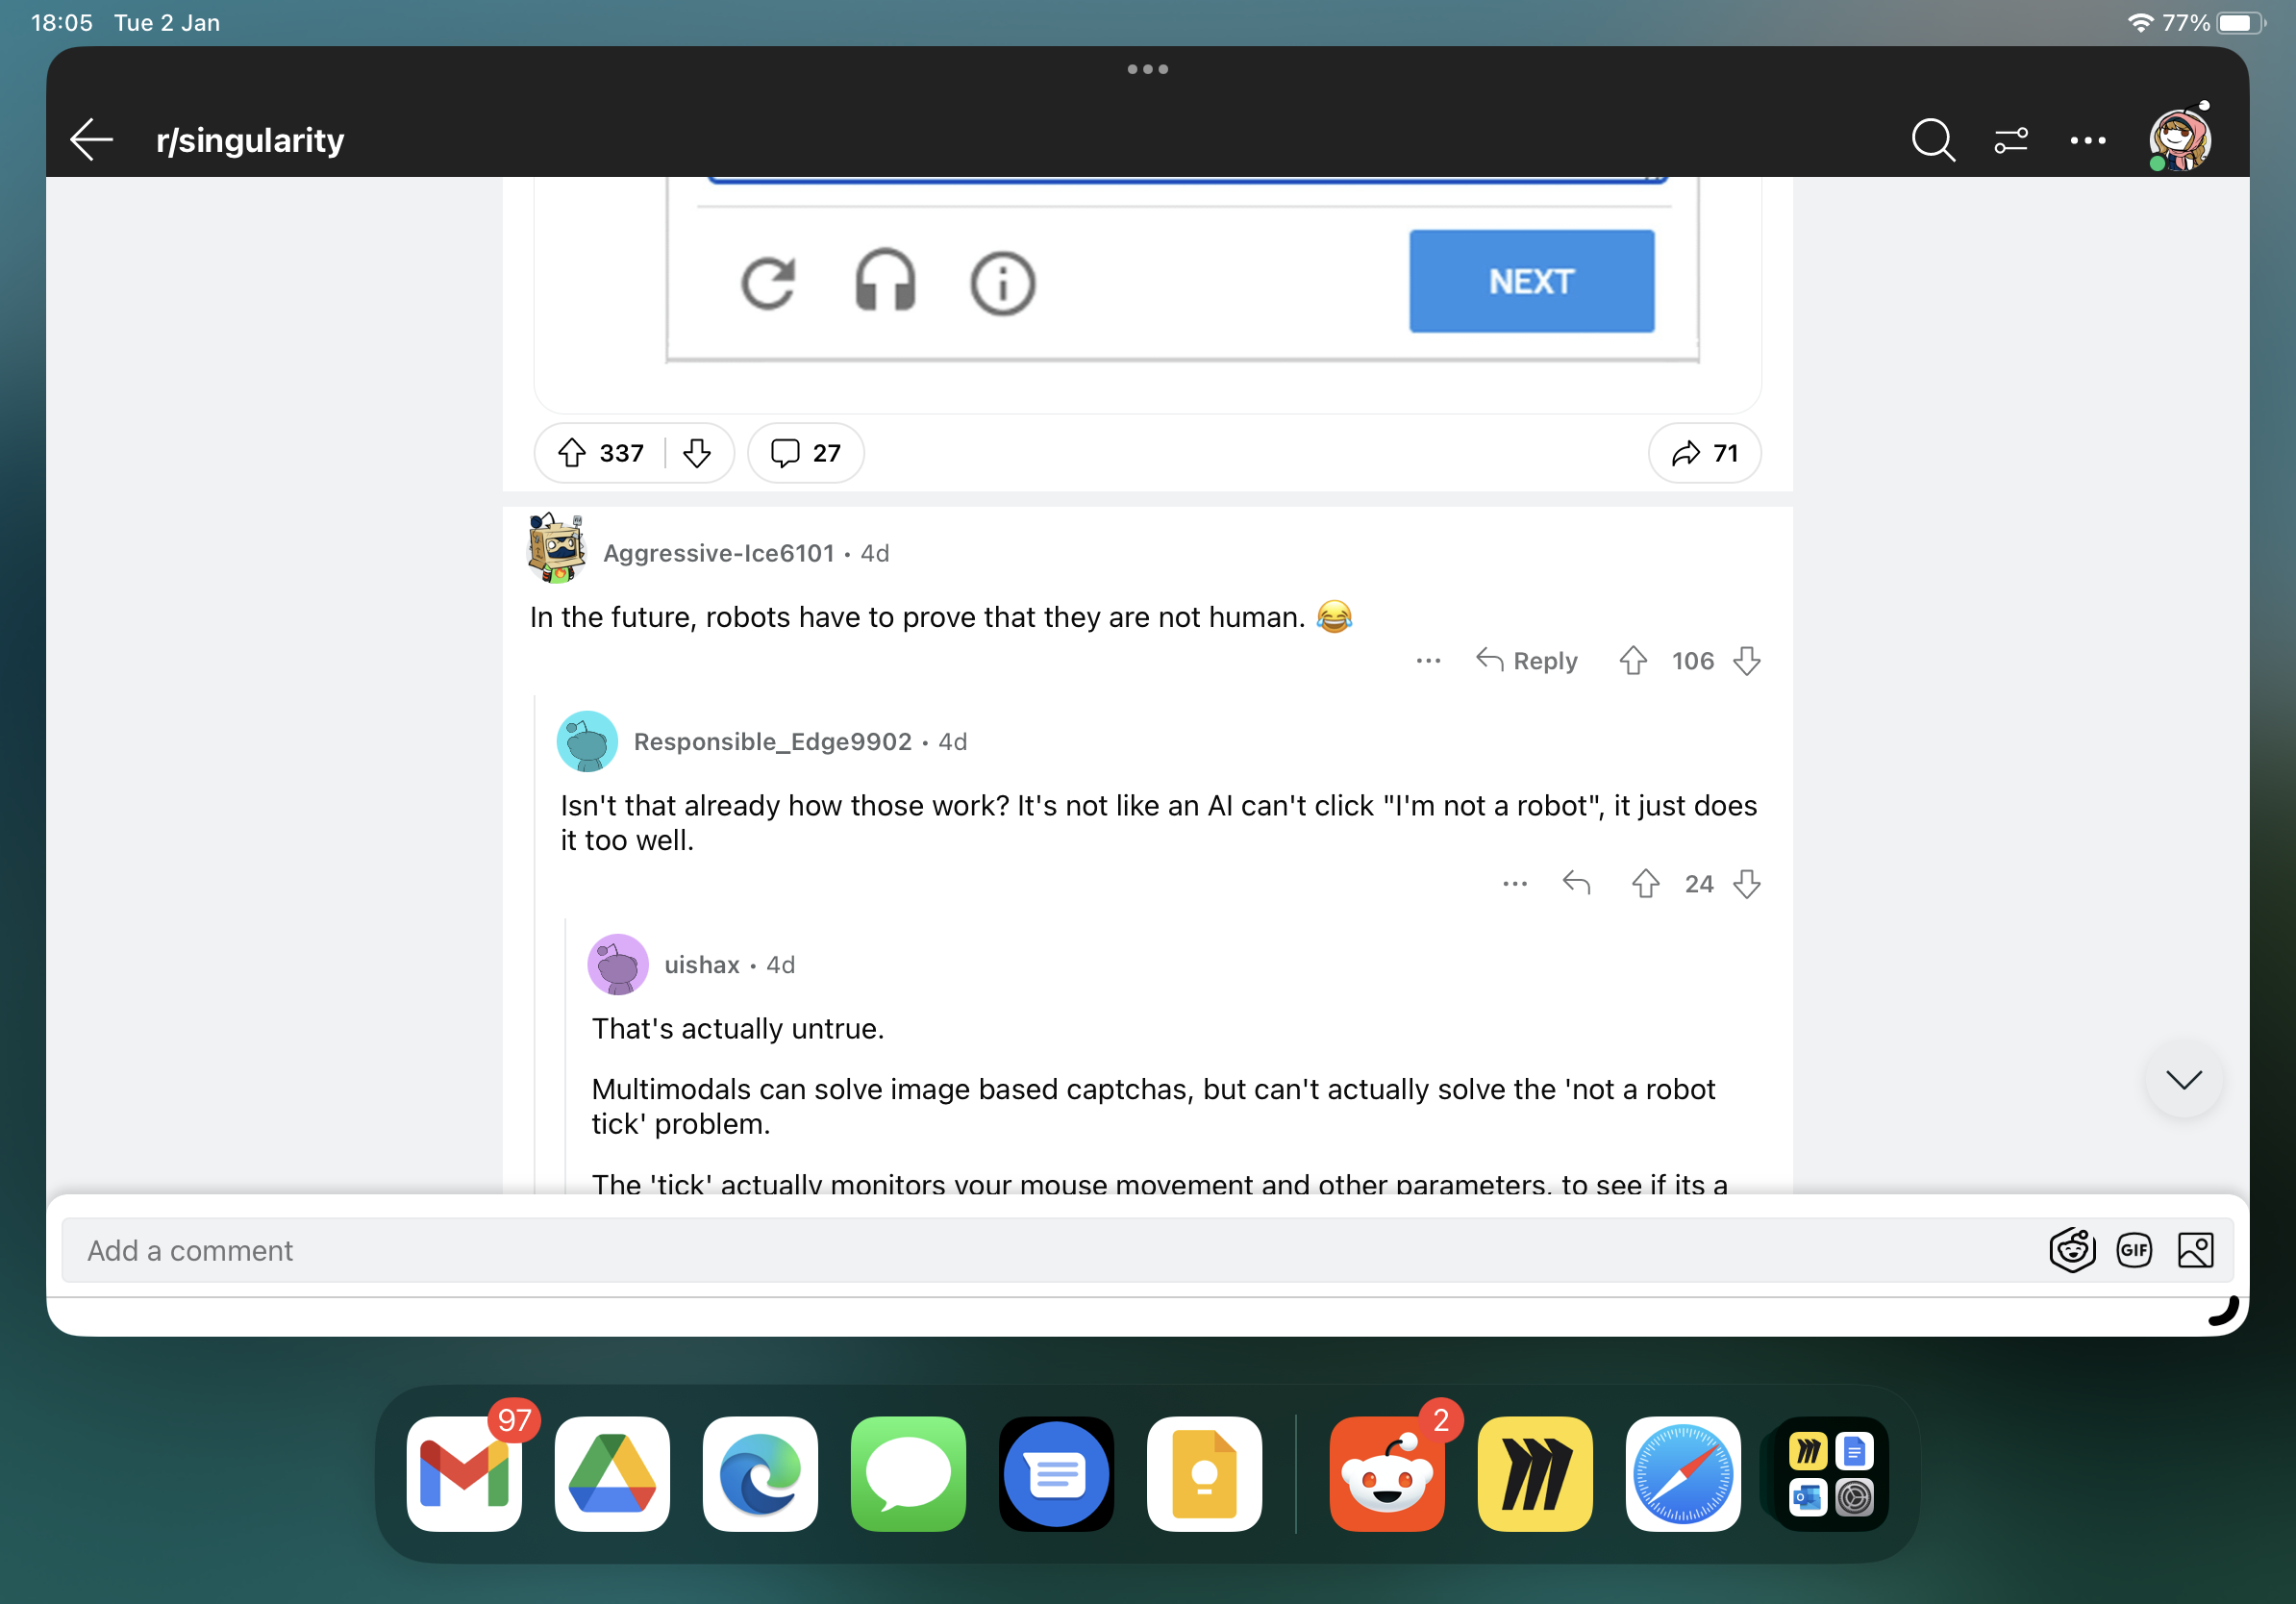 18:05 Tue 2 Jan
77%
r/singularity
NEXT
337
27
71
Aggressive-Ice6101 • 4d
In the future, robots have to prove that they are not human. 😂
Reply
106
Responsible_Edge9902 • 4d
Isn't that already how those work? It's not like an AI can't click "I'm not a robot", it just does
it too well.
24
uishax • 4d
That's actually untrue.
Multimodals can solve image based captchas, but can't actually solve the 'not a robot
tick' problem.
The 'tick' actually monitors your mouse movement and other parameters, to see if its a
Add a comment
GIF
97
2